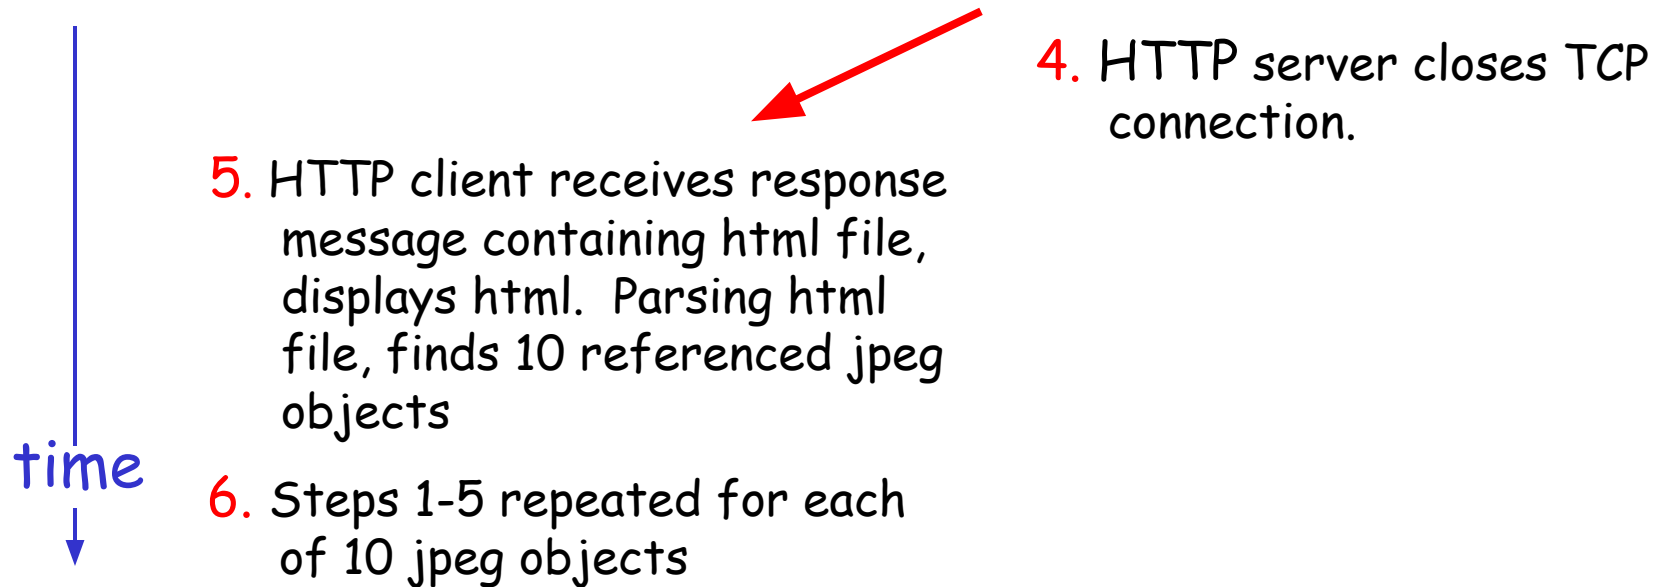 4. HTTP server closes TCP
connection.
5. HTTP client receives response
message containing html file,
displays html. Parsing html
file, finds 10 referenced jpeg
objects
time
6. Steps 1-5 repeated for each
of 10 jpeg objects